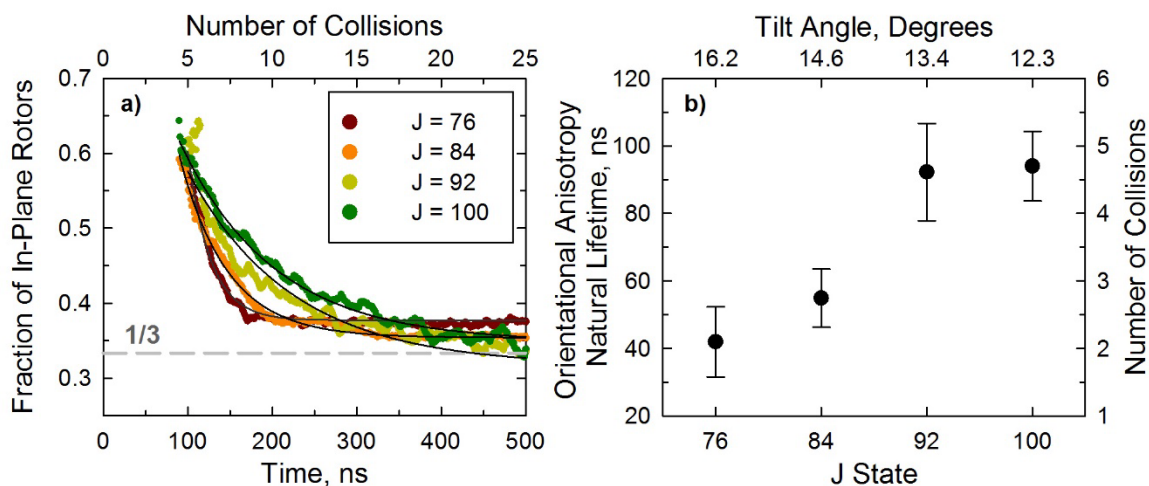 Number of Collisions
0 5 10 15 20 25
a)
Fraction of In-Plane Rotors
0.7
0.6
0.5
0.4
0.3
J = 76
J = 84
J = 92
J = 100
1/3
0 100 200 300 400 500
Time, ns
Tilt Angle, Degrees
16.2 14.6 13.4 12.3
b)
Orientational Anisotropy
Natural Lifetime, ns
120
100
80
60
40
20
6
5
4
3
2
1
Number of Collisions
76 84 92 100
J State